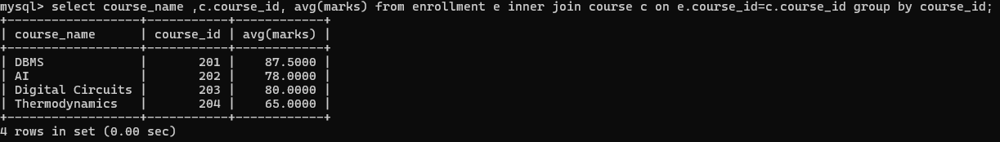 mysql> select course_name ,c.course_id, avg(marks) from enrollment e inner join course c on e.course_id=c.course_id group by course_id;
+------------------+-----------+------------+
| course_name      | course_id | avg(marks) |
+------------------+-----------+------------+
| DBMS             |       201 |    87.5000 |
| AI               |       202 |    78.0000 |
| Digital Circuits |       203 |    80.0000 |
| Thermodynamics   |       204 |    65.0000 |
+------------------+-----------+------------+
4 rows in set (0.00 sec)